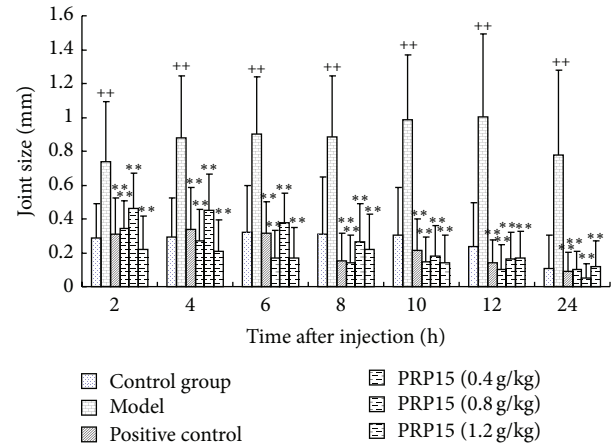 1.6
1.4
1.2
1
0.8
0.6
0.4
0.2
0
Joint size (mm)
++ ++ ++ ++ ++ ++ ++
** ** ** ** ** ** ** ** ** ** ** ** ** ** ** ** ** ** ** ** ** ** ** ** ** ** ** **
2 4 6 8 10 12 24
Time after injection (h)
Control group
Model
Positive control
PRP15 (0.4 g/kg)
PRP15 (0.8 g/kg)
PRP15 (1.2 g/kg)